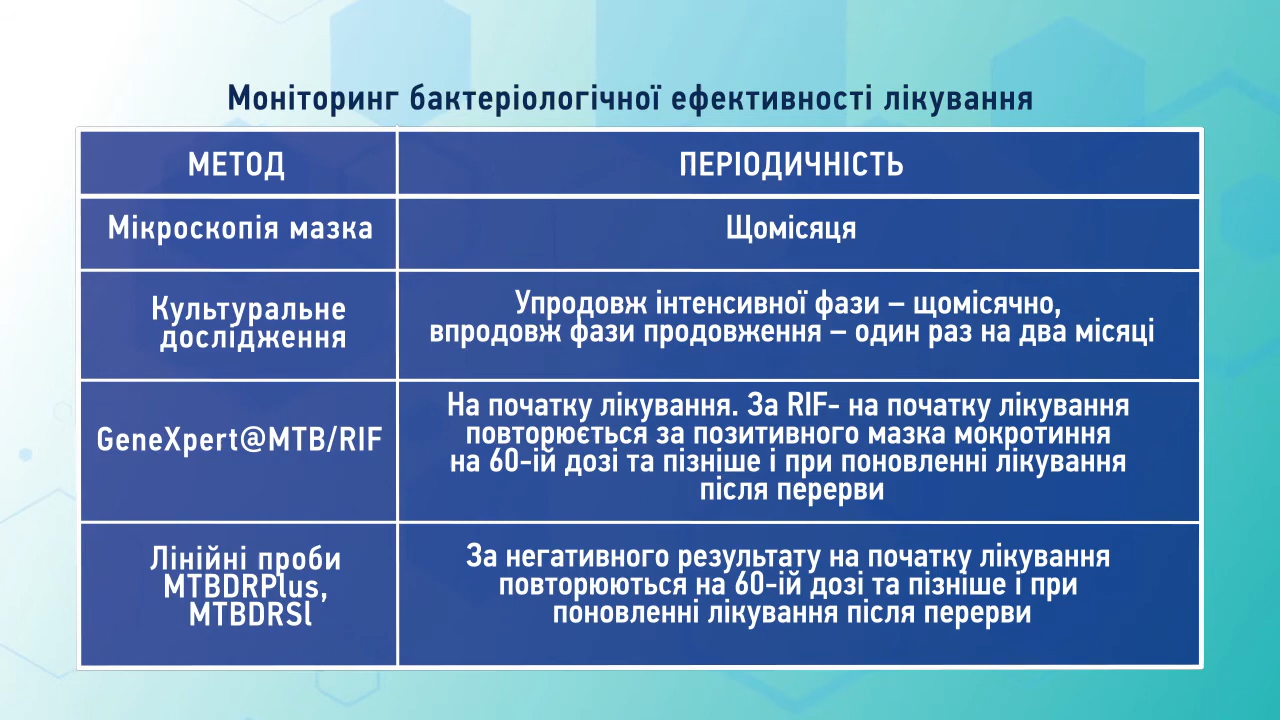 Моніторинг бактеріологічної ефективності лікування
МЕТОД
ПЕРІОДИЧНІСТЬ
Мікроскопія мазка
Щомісяця
Культуральне
дослідження
Упродовж інтенсивної фази – щомісячно,
впродовж фази продовження – один раз на два місяці
GeneXpert@MTB/RIF
На початку лікування. За RIF- на початку лікування
повторюється за позитивного мазка мокротиння
на 60-ій дозі та пізніше і при поновленні лікування
після перерви
Лінійні проби
MTBDRPlus,
MTBDRSl
За негативного результату на початку лікування
повторюються на 60-ій дозі та пізніше і при
поновленні лікування після перерви